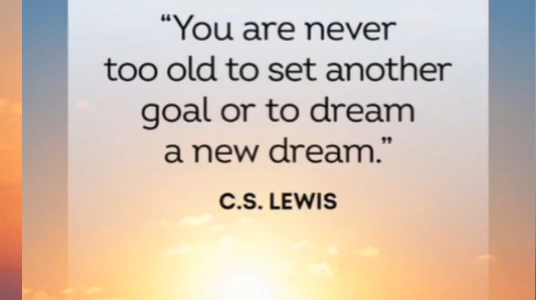 “You are never
too old to set another
goal or to dream
a new dream.”
C.S. LEWIS